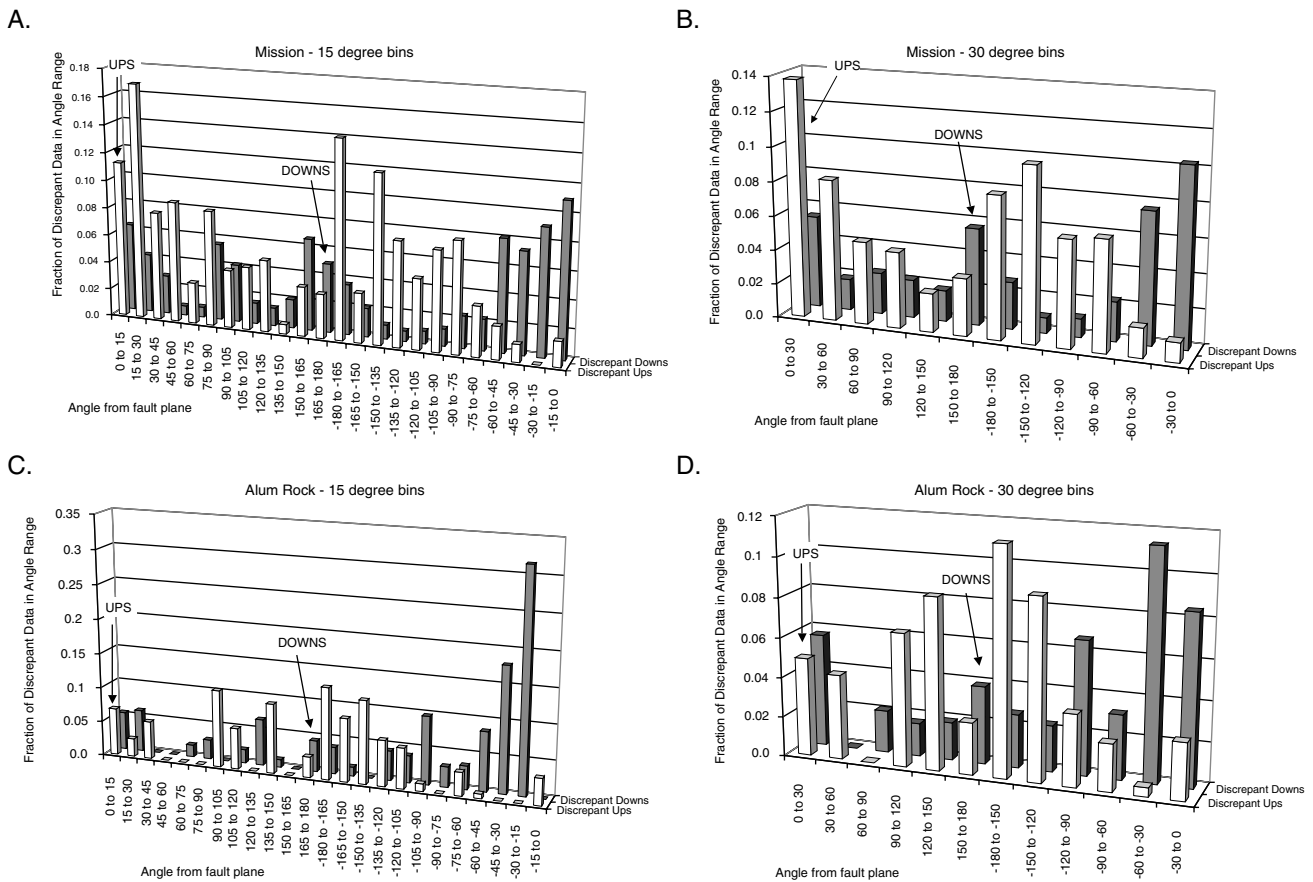 A.
Mission - 15 degree bins
Fraction of Discrepant Data in Angle Range
0.18
0.16
0.14
0.12
0.10
0.08
0.06
0.04
0.02
0.0
UPS
DOWNS
0 to 15
15 to 30
30 to 45
45 to 60
60 to 75
75 to 90
90 to 105
105 to 120
120 to 135
135 to 150
150 to 165
165 to 180
-180 to -165
-165 to -150
-150 to -135
-135 to -120
-120 to -105
-105 to -90
-90 to -75
-75 to -60
-60 to -45
-45 to -30
-30 to -15
-15 to 0
Discrepant Downs
Discrepant Ups
Angle from fault plane
B.
Mission - 30 degree bins
Fraction of Discrepant Data in Angle Range
0.14
0.12
0.10
0.08
0.06
0.04
0.02
0.0
UPS
DOWNS
0 to 30
30 to 60
60 to 90
90 to 120
120 to 150
150 to 180
-180 to -150
-150 to -120
-120 to -90
-90 to -60
-60 to -30
-30 to 0
Discrepant Downs
Discrepant Ups
Angle from fault plane
C.
Alum Rock - 15 degree bins
Fraction of Discrepant Data in Angle Range
0.35
0.3
0.25
0.2
0.15
0.1
0.05
0.0
UPS
DOWNS
0 to 15
15 to 30
30 to 45
45 to 60
60 to 75
75 to 90
90 to 105
105 to 120
120 to 135
135 to 150
150 to 165
165 to 180
-180 to -165
-165 to -150
-150 to -135
-135 to -120
-120 to -105
-105 to -90
-90 to -75
-75 to -60
-60 to -45
-45 to -30
-30 to -15
-15 to 0
Discrepant Downs
Discrepant Ups
Angle from fault plane
D.
Alum Rock - 30 degree bins
Fraction of Discrepant Data in Angle Range
0.12
0.1
0.08
0.06
0.04
0.02
0.0
UPS
DOWNS
0 to 30
30 to 60
60 to 90
90 to 120
120 to 150
150 to 180
-180 to -150
-150 to -120
-120 to -90
-90 to -60
-60 to -30
-30 to 0
Discrepant Downs
Discrepant Ups
Angle from fault plane